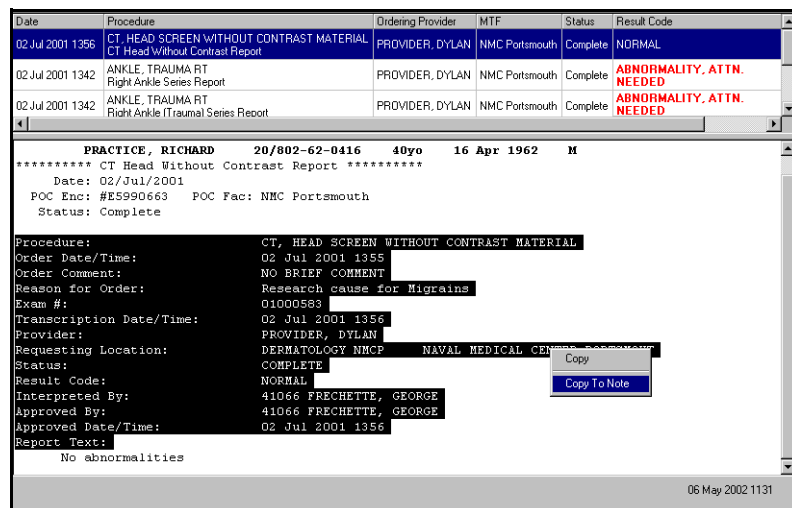 Date Procedure Ordering Provider MTF Status Result Code
02 Jul 2001 1356 CT, HEAD SCREEN WITHOUT CONTRAST MATERIAL PROVIDER, DYLAN NMC Portsmouth Complete NORMAL
CT Head Without Contrast Report
02 Jul 2001 1342 ANKLE, TRAUMA RT PROVIDER, DYLAN NMC Portsmouth Complete ABNORMALITY, ATTN.
Right Ankle Series Report NEEDED
02 Jul 2001 1342 ANKLE, TRAUMA RT PROVIDER, DYLAN NMC Portsmouth Complete ABNORMALITY, ATTN.
Right Ankle (Trauma) Series Report NEEDED
PRACTICE, RICHARD 20/802-62-0416 40yo 16 Apr 1962 M
********** CT Head Without Contrast Report **********
Date: 02/Jul/2001
POC Enc: #E5990663 POC Fac: NMC Portsmouth
Status: Complete
Procedure: CT, HEAD SCREEN WITHOUT CONTRAST MATERIAL
Order Date/Time: 02 Jul 2001 1355
Order Comment: NO BRIEF COMMENT
Reason for Order: Research cause for Migrains
Exam #: 01000583
Transcription Date/Time: 02 Jul 2001 1356
Provider: PROVIDER, DYLAN
Requesting Location: DERMATOLOGY NMCP NAVAL MEDICAL
Status: COMPLETE
Result Code: NORMAL
Interpreted By: 41066 FRECHETTE, GEORGE
Approved By: 41066 FRECHETTE, GEORGE
Approved Date/Time: 02 Jul 2001 1356
Report Text:
No abnormalities
Copy
Copy To Note
06 May 2002 1131